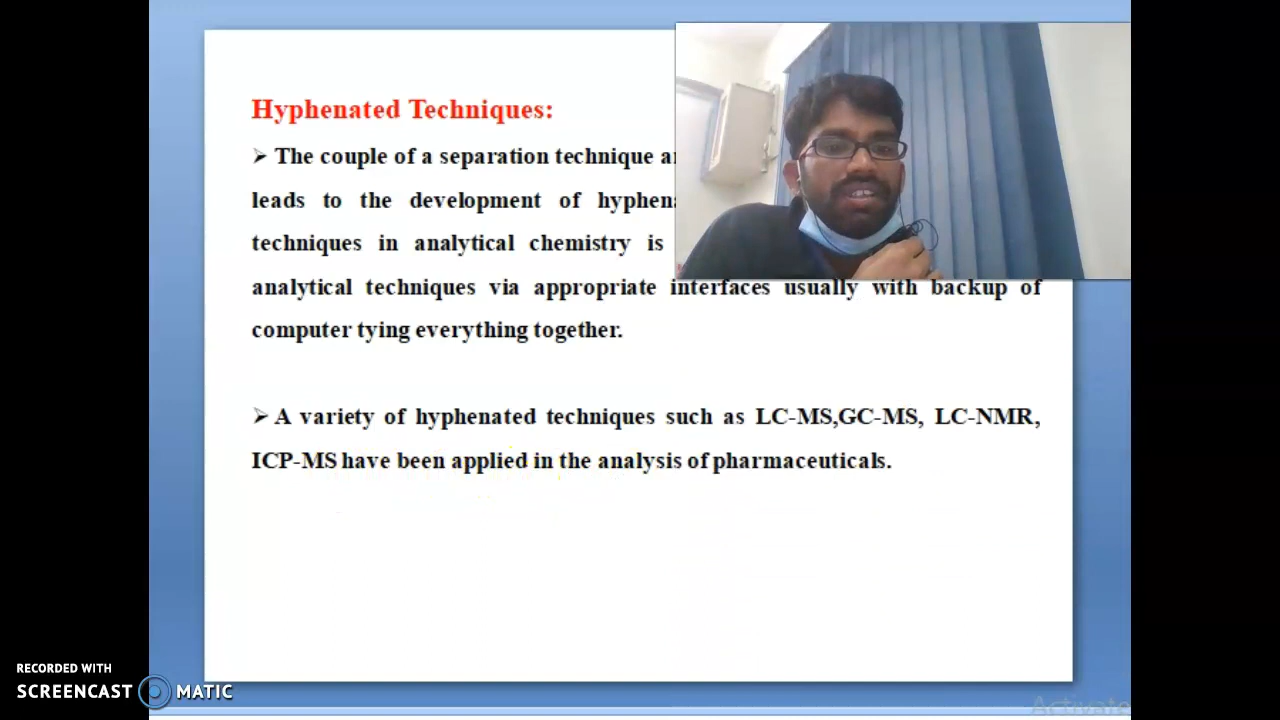 Hyphenated Techniques:
➢ The couple of a separation technique
leads to the development of
techniques in analytical chemistry is
analytical techniques via appropriate interfaces usually with backup of
computer tying everything together.
➢ A variety of hyphenated techniques such as LC-MS,GC-MS, LC-NMR,
ICP-MS have been applied in the analysis of pharmaceuticals.
RECORDED WITH
SCREENCAST MATIC
Activate